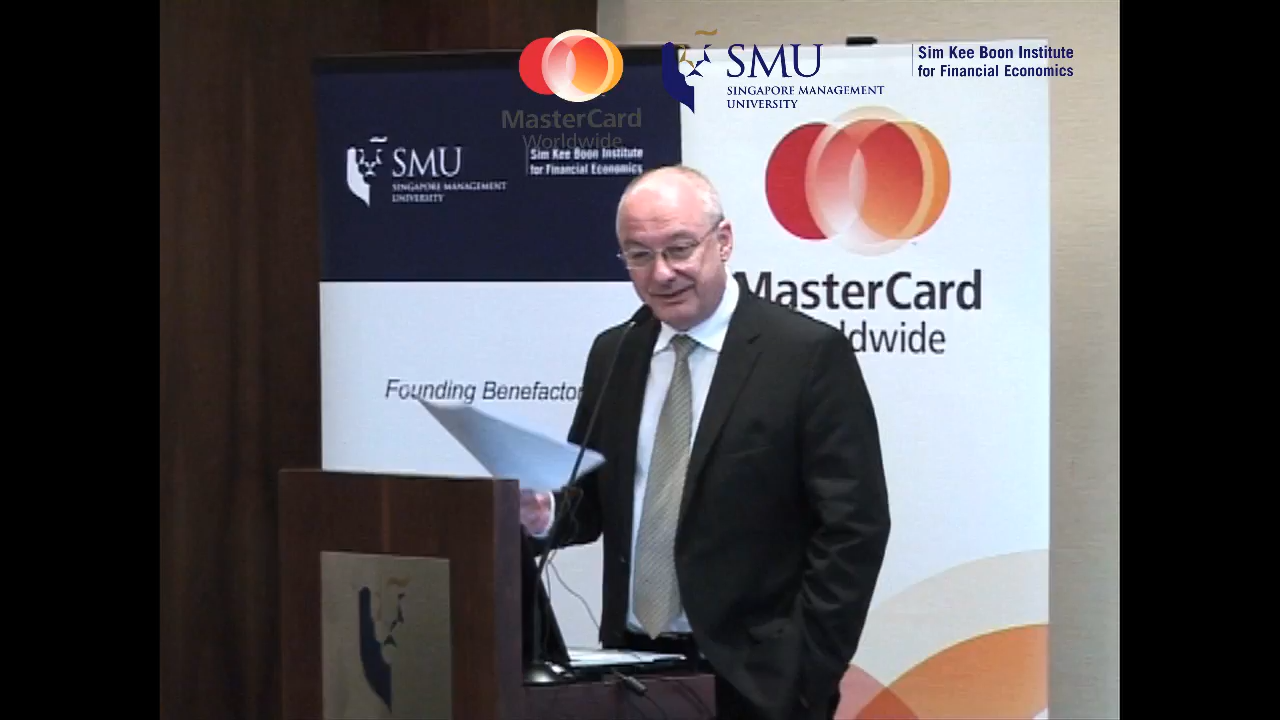 MasterCard
Worldwide
SMU
SINGAPORE MANAGEMENT
UNIVERSITY
Sim Kee Boon Institute
for Financial Economics
SMU
SINGAPORE MANAGEMENT
UNIVERSITY
Sim Kee Boon Institute
for Financial Economics
MasterCard
ldwide
Founding Benefactor